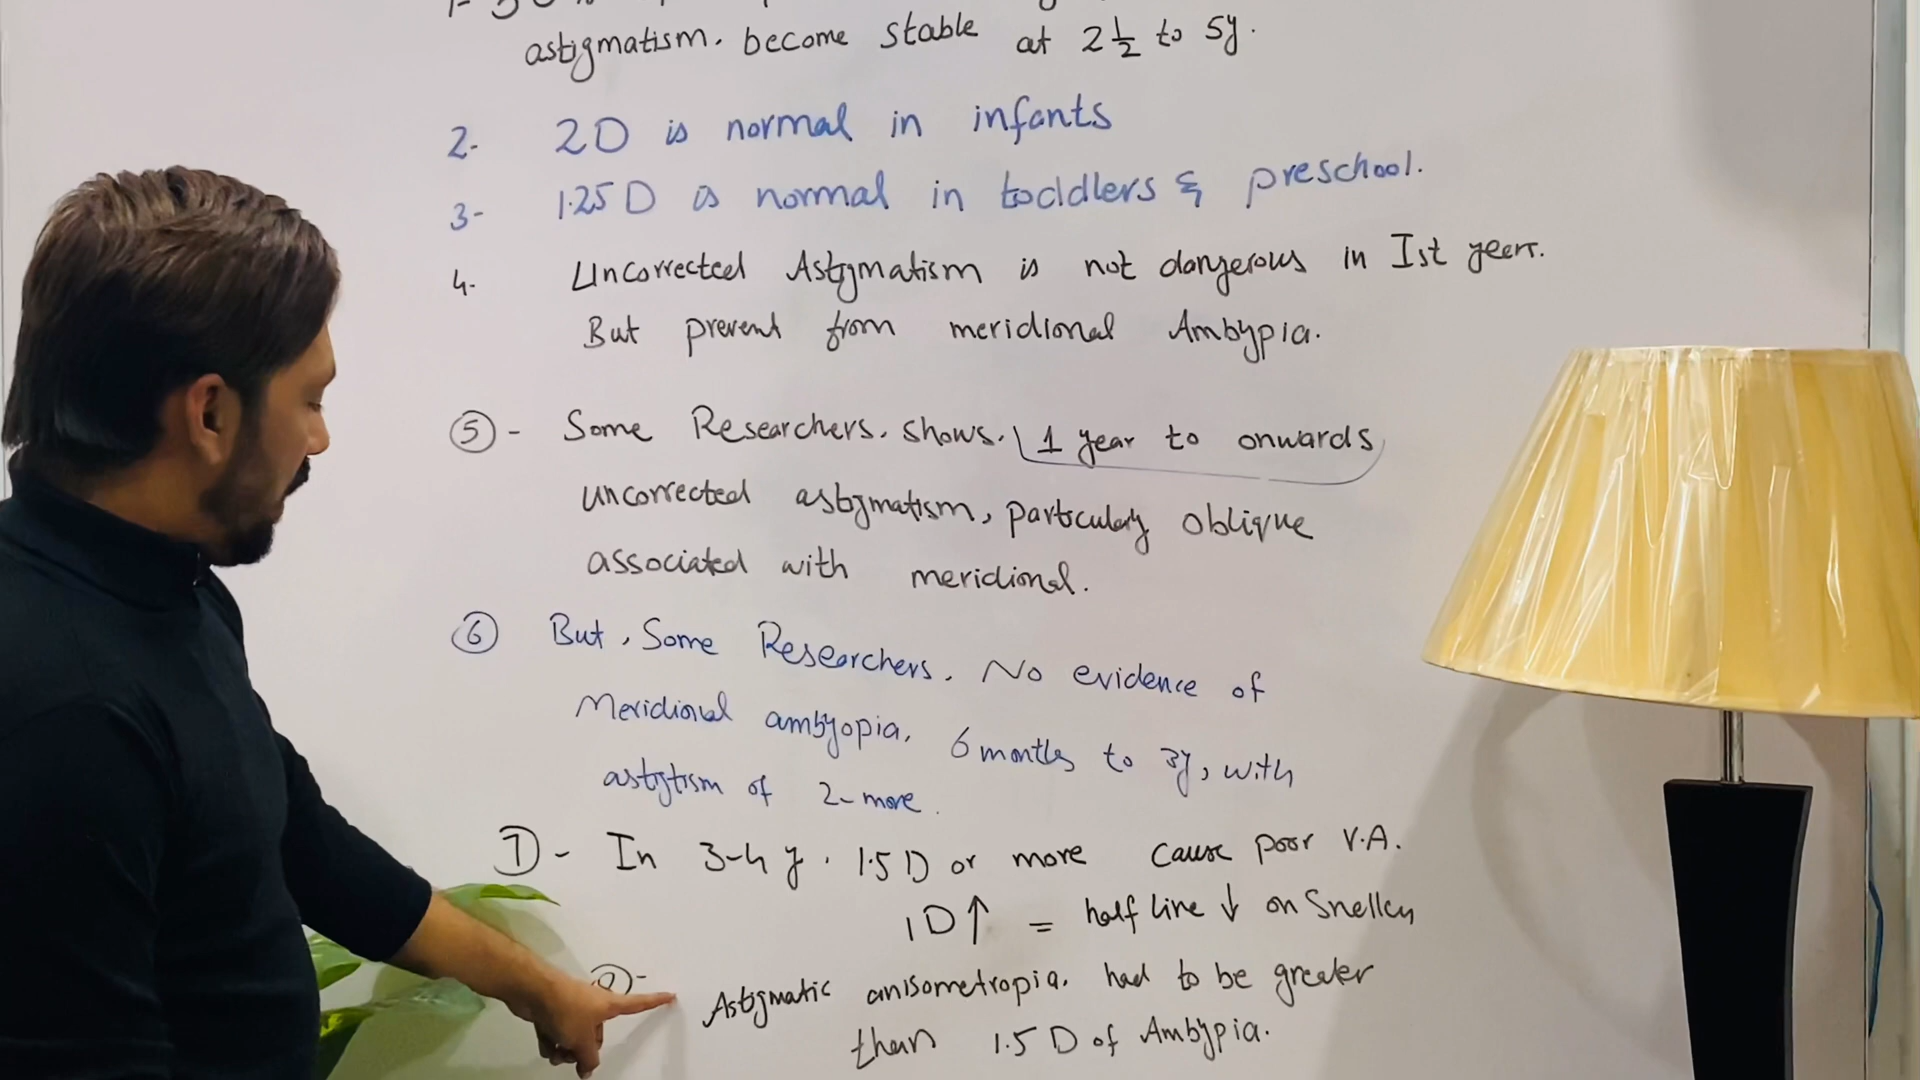 astigmatism. become stable at 2 1/2 to 5y.
2- 2D is normal in infants
3- 1.25 D is normal in toddlers & preschool.
4- Uncorrected Astgmatism is not dangerous in Ist year.
But prevent from meridional Ambypia.
5 - Some Researchers. shows. 1 year to onwards
uncorrected astgmatism, particularly oblique
associated with meridional.
6 But, Some Researchers. No evidence of
Meridional ambyopia, 6 months to 3y, with
astigtism of 2-more.
7 - In 3-4 y. 1.5 D or more cause poor V.A.
1D↑ = half line ↓ on Snellen
Astigmatic anisometropia. had to be greater
than 1.5 D of Ambypia.